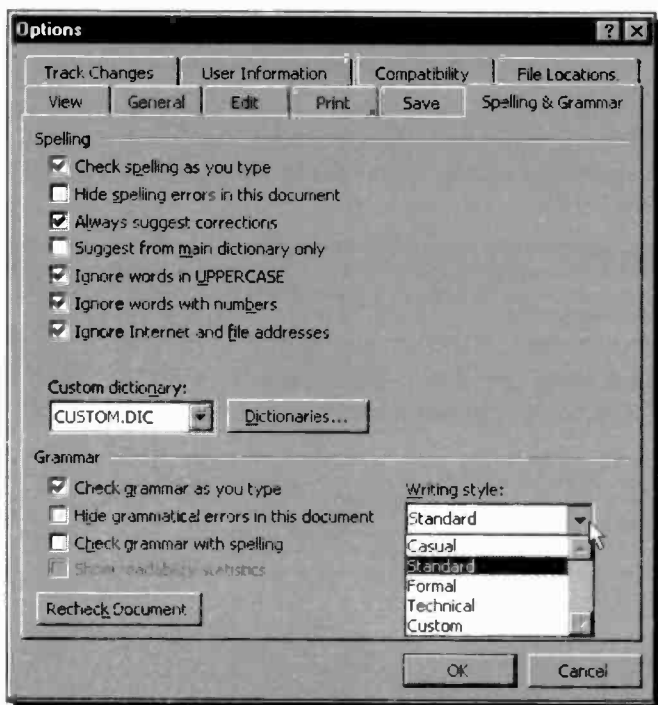 Options
Track Changes User Information Compatibility File Locations
View General Edit Print Save Spelling & Grammar
Spelling
Check spelling as you type
Hide spelling errors in this document
Always suggest corrections
Suggest from main dictionary only
Ignore words in UPPERCASE
Ignore words with numbers
Ignore Internet and file addresses
Custom dictionary:
CUSTOM.DIC Dictionaries...
Grammar
Check grammar as you type
Writing style:
Hide grammatical errors in this document
Standard
Check grammar with spelling
Casual
Show readability statistics
Standard
Formal
Recheck Document
Technical
Custom
OK Cancel